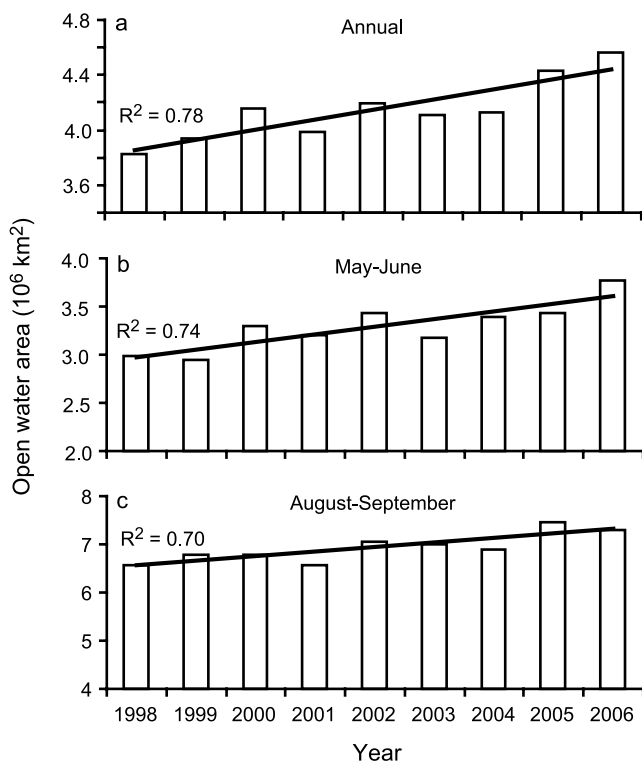 a
Annual
4.8
4.4
4.0
3.6
R² = 0.78
Open water area (10⁶ km²)
b
May-June
4.0
3.5
3.0
2.5
2.0
R² = 0.74
c
August-September
8
7
6
5
4
R² = 0.70
1998 1999 2000 2001 2002 2003 2004 2005 2006
Year